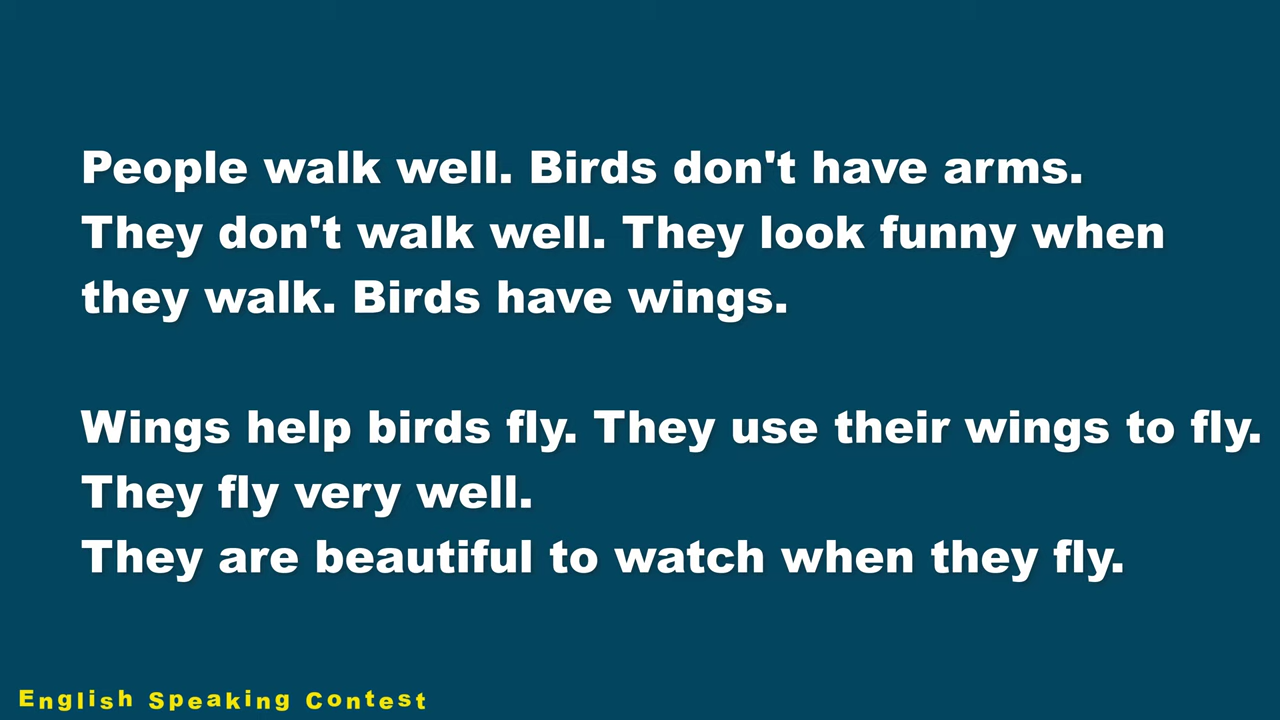 People walk well. Birds don't have arms.
They don't walk well. They look funny when
they walk. Birds have wings.
Wings help birds fly. They use their wings to fly.
They fly very well.
They are beautiful to watch when they fly.
English Speaking Contest